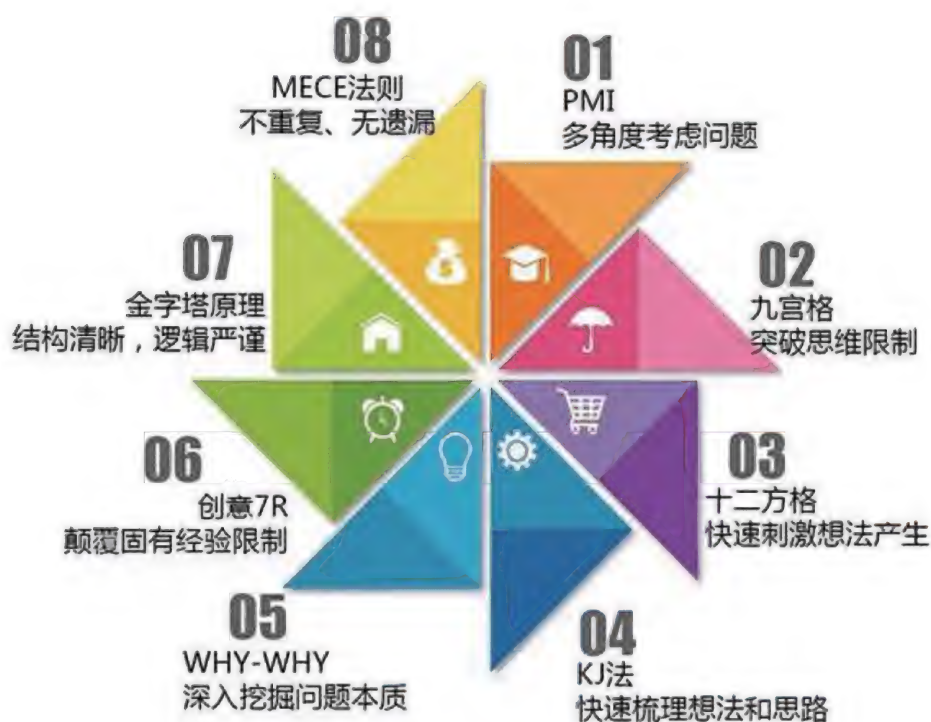 01
PMI
多角度考虑问题
02
九宫格
突破思维限制
03
十二方格
快速刺激想法产生
04
KJ法
快速梳理想法和思路
05
WHY-WHY
深入挖掘问题本质
06
创意7R
颠覆固有经验限制
07
金字塔原理
结构清晰，逻辑严谨
08
MECE法则
不重复、无遗漏